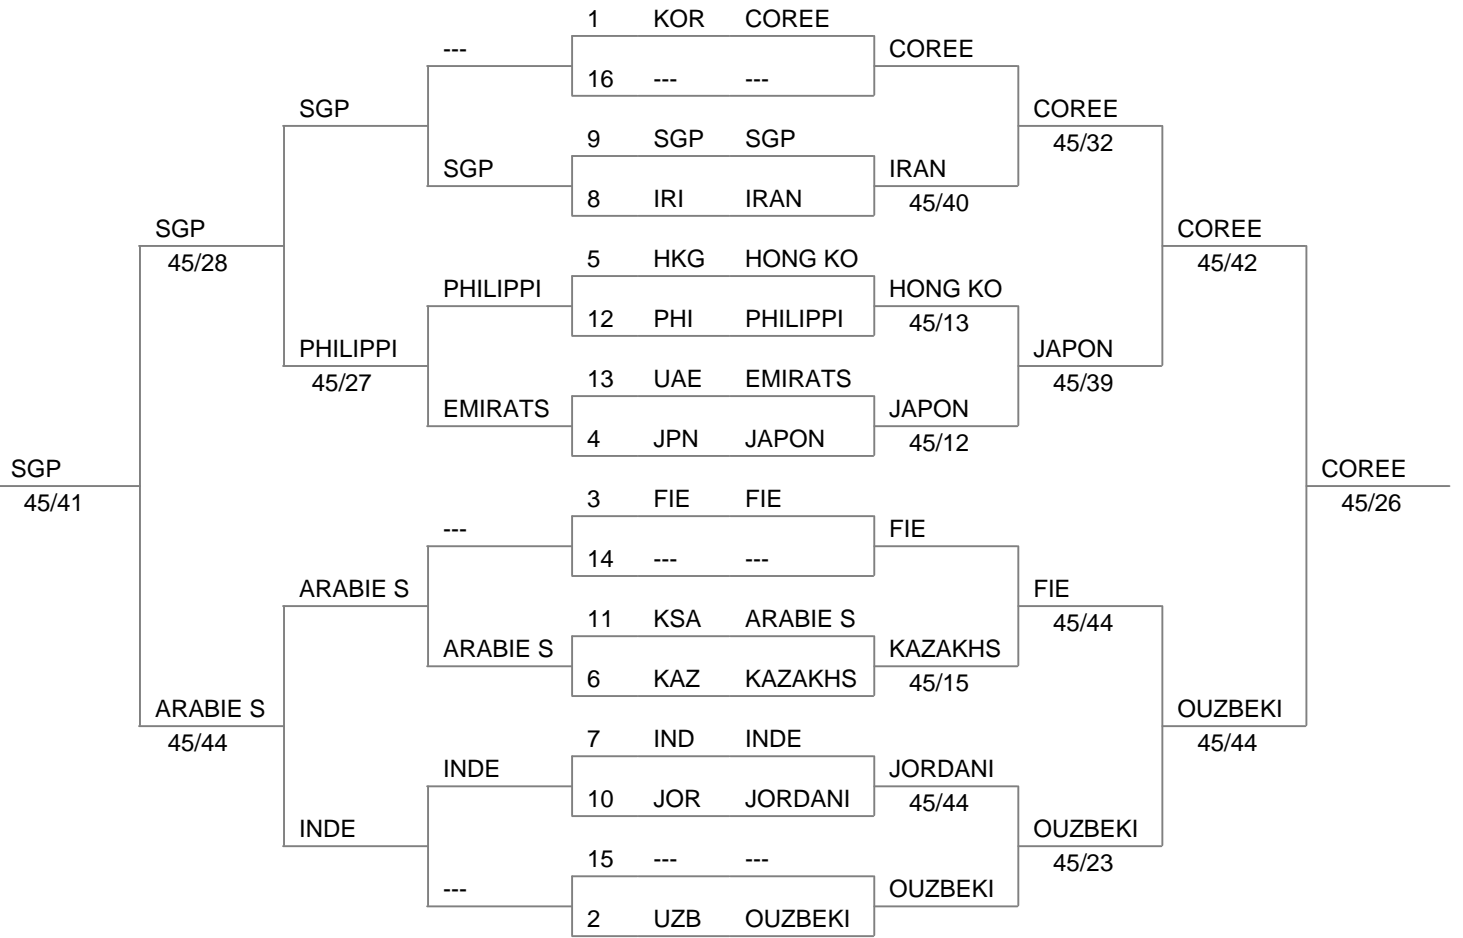 1 KOR COREE
--- COREE
16 --- ---
SGP COREE
9 SGP SGP 45/32
SGP IRAN
8 IRI IRAN 45/40
SGP COREE
45/28 5 HKG HONG KO 45/42
PHILIPPI HONG KO
12 PHI PHILIPPI 45/13
PHILIPPI JAPON
45/27 13 UAE EMIRATS 45/39
EMIRATS JAPON
4 JPN JAPON 45/12
SGP COREE
45/41 3 FIE FIE 45/26
--- FIE
14 --- ---
ARABIE S FIE
11 KSA ARABIE S 45/44
ARABIE S KAZAKHS
6 KAZ KAZAKHS 45/15
ARABIE S OUZBEKI
45/44 7 IND INDE 45/44
INDE JORDANI
10 JOR JORDANI 45/44
INDE OUZBEKI
15 --- --- 45/23
--- OUZBEKI
2 UZB OUZBEKI